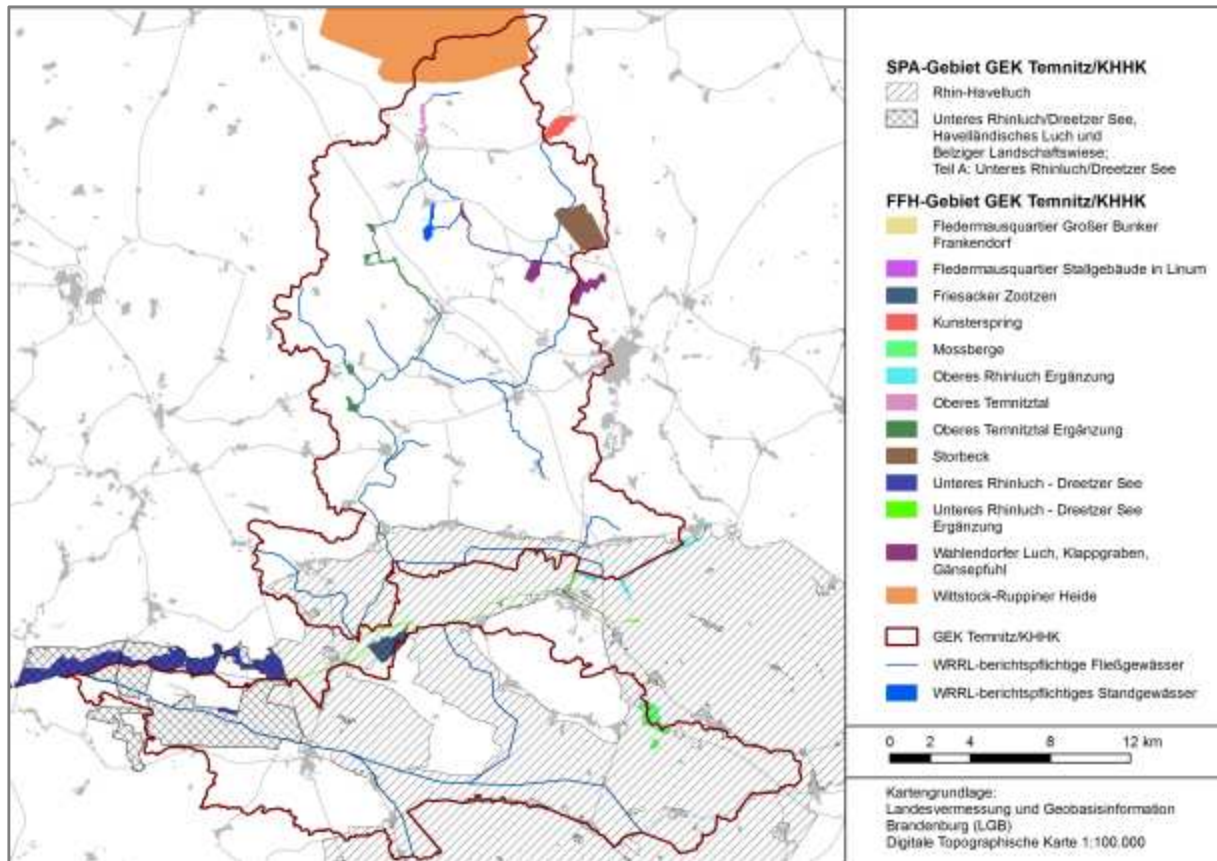 SPA-Gebiet GEK Temnitz/KHHK
Rhin-Havelluch
Unteres Rhinluch/Dreetzer See,
Havelländisches Luch und
Belziger Landschaftswiese;
Teil A: Unteres Rhinluch/Dreetzer See
FFH-Gebiet GEK Temnitz/KHHK
Fledermausquartier Großer Bunker
Frankendorf
Fledermausquartier Stallgebäude in Linum
Friesacker Zootzen
Kunsterspring
Mossberge
Oberes Rhinluch Ergänzung
Oberes Temnitztal
Oberes Temnitztal Ergänzung
Storbeck
Unteres Rhinluch - Dreetzer See
Unteres Rhinluch - Dreetzer See
Ergänzung
Wahlendorfer Luch, Klappgraben,
Gänsepfuhl
Wittstock-Ruppiner Heide
GEK Temnitz/KHHK
WRRL-berichtspflichtige Fließgewässer
WRRL-berichtspflichtiges Standgewässer
0 2 4 8 12 km
Kartengrundlage:
Landesvermessung und Geobasisinformation
Brandenburg (LGB)
Digitale Topographische Karte 1:100.000